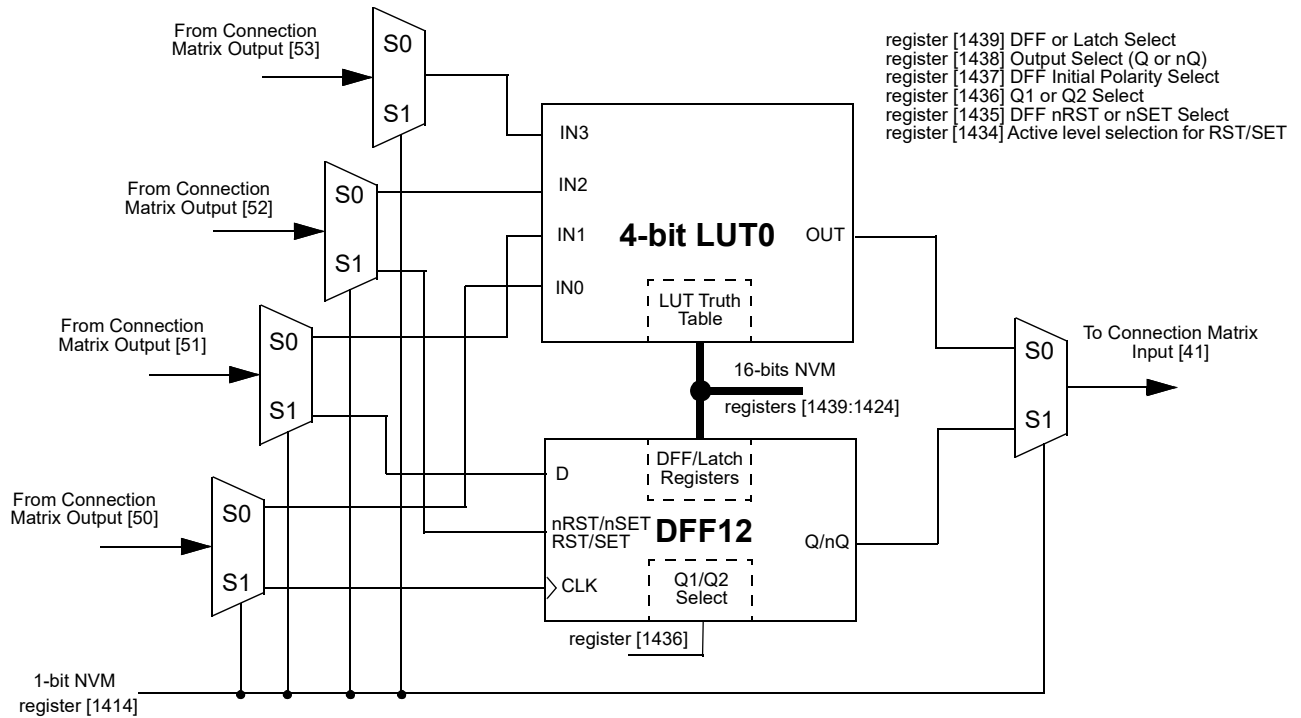 From Connection
Matrix Output [53]
S0
S1
register [1439] DFF or Latch Select
register [1438] Output Select (Q or nQ)
register [1437] DFF Initial Polarity Select
register [1436] Q1 or Q2 Select
register [1435] DFF nRST or nSET Select
register [1434] Active level selection for RST/SET
From Connection
Matrix Output [52]
S0
S1
IN3
IN2
IN1
IN0
4-bit LUT0
OUT
LUT Truth
Table
From Connection
Matrix Output [51]
S0
S1
16-bits NVM
registers [1439:1424]
S0
S1
To Connection Matrix
Input [41]
From Connection
Matrix Output [50]
S0
S1
D
nRST/nSET
RST/SET
CLK
DFF/Latch
Registers
DFF12
Q/nQ
Q1/Q2
Select
register [1436]
1-bit NVM
register [1414]